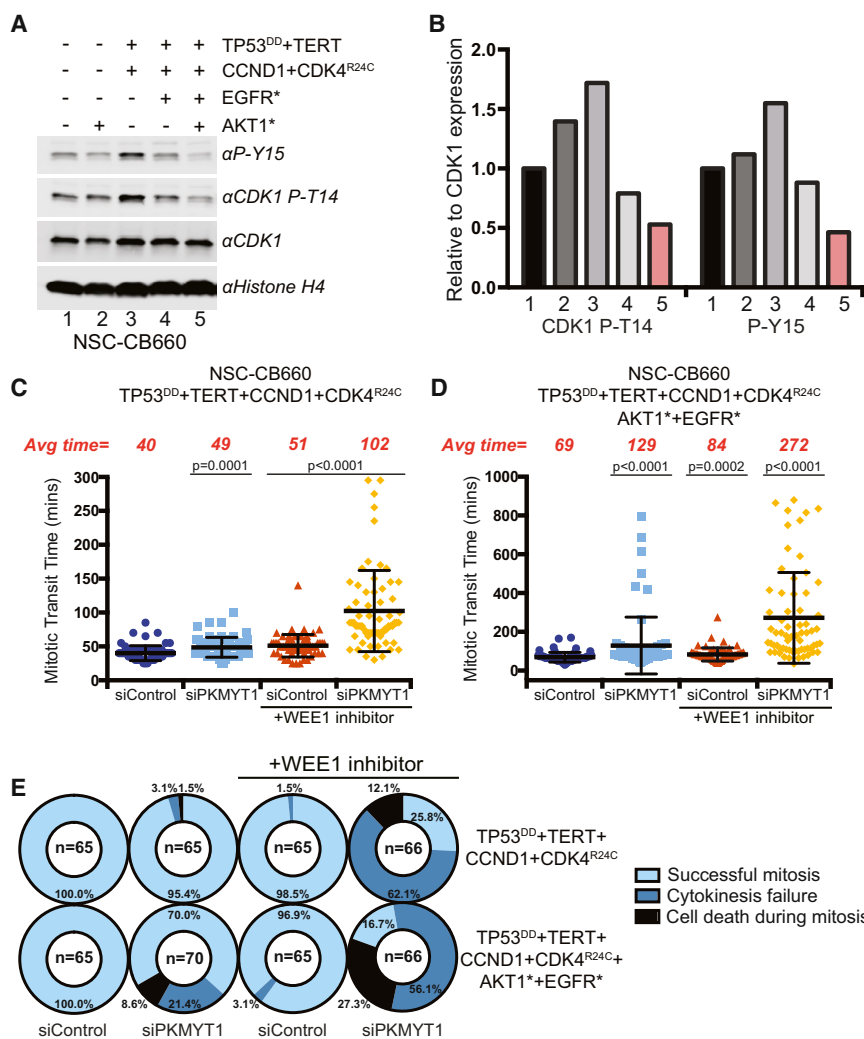 A
- - + + + TP53DD+TERT
- - + + + CCND1+CDK4R24C
- - - + + EGFR*
- + - - + AKT1*
αP-Y15
αCDK1 P-T14
αCDK1
αHistone H4
1 2 3 4 5
NSC-CB660
B
Relative to CDK1 expression
2.0
1.5
1.0
0.5
0.0
1 2 3 4 5 1 2 3 4 5
CDK1 P-T14 P-Y15
C
NSC-CB660
TP53DD+TERT+CCND1+CDK4R24C
Avg time= 40 49 51 102
p=0.0001 p<0.0001
Mitotic Transit Time (mins)
300
250
200
150
100
50
0
siControl siPKMYT1 siControl siPKMYT1
+WEE1 inhibitor
D
NSC-CB660
TP53DD+TERT+CCND1+CDK4R24C
AKT1*+EGFR*
Avg time= 69 129 84 272
p<0.0001 p=0.0002 p<0.0001
Mitotic Transit Time (mins)
1000
800
600
400
200
0
siControl siPKMYT1 siControl siPKMYT1
+WEE1 inhibitor
E
+WEE1 inhibitor
3.1% 1.5% 1.5% 12.1%
25.8%
n=65 n=65 n=65 n=66
100.0% 95.4% 98.5% 62.1%
TP53DD+TERT+
CCND1+CDK4R24C
70.0% 96.9%
16.7%
n=65 n=70 n=65 n=66
56.1%
100.0% 8.6% 21.4% 3.1% 27.3%
TP53DD+TERT+
CCND1+CDK4R24C+
AKT1*+EGFR*
siControl siPKMYT1 siControl siPKMYT1
Successful mitosis
Cytokinesis failure
Cell death during mitosis